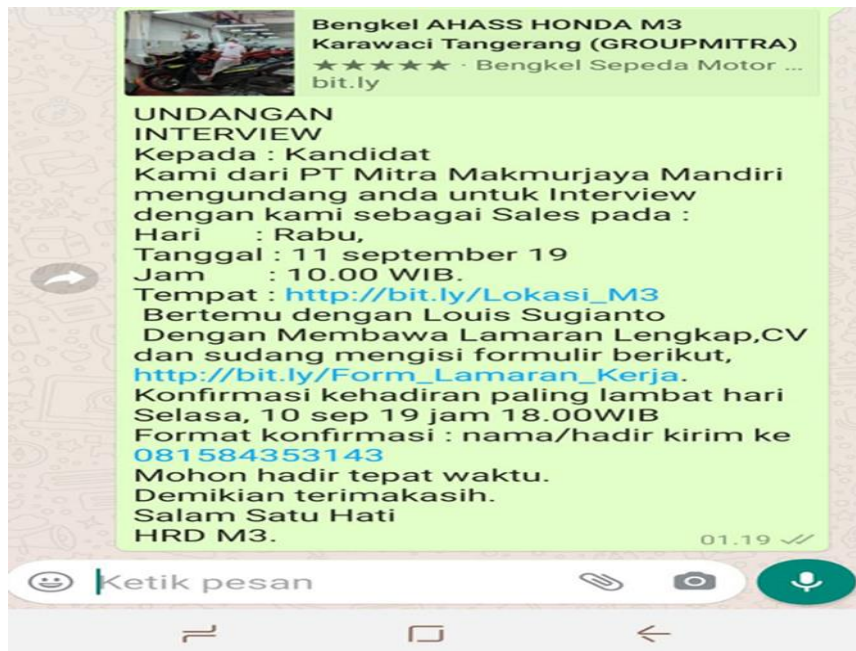 Bengkel AHASS HONDA M3
Karawaci Tangerang (GROUPMITRA)
★★★★★ · Bengkel Sepeda Motor ...
bit.ly
UNDANGAN
INTERVIEW
Kepada : Kandidat
Kami dari PT Mitra Makmurjaya Mandiri
mengundang anda untuk Interview
dengan kami sebagai Sales pada :
Hari : Rabu,
Tanggal : 11 september 19
Jam : 10.00 WIB.
Tempat : http://bit.ly/Lokasi_M3
Bertemu dengan Louis Sugianto
Dengan Membawa Lamaran Lengkap,CV
dan sudang mengisi formulir berikut,
http://bit.ly/Form_Lamaran_Kerja.
Konfirmasi kehadiran paling lambat hari
Selasa, 10 sep 19 jam 18.00WIB
Format konfirmasi : nama/hadir kirim ke
081584353143
Mohon hadir tepat waktu.
Demikian terimakasih.
Salam Satu Hati
HRD M3.
01.19
Ketik pesan